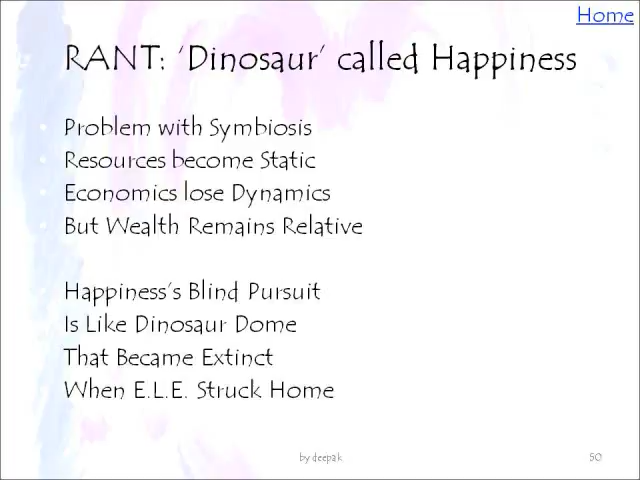 Home
RANT: ‘Dinosaur’ called Happiness
Problem with Symbiosis
Resources become Static
Economics lose Dynamics
But Wealth Remains Relative
Happiness’s Blind Pursuit
Is Like Dinosaur Dome
That Became Extinct
When E.L.E. Struck Home
by deepak
50